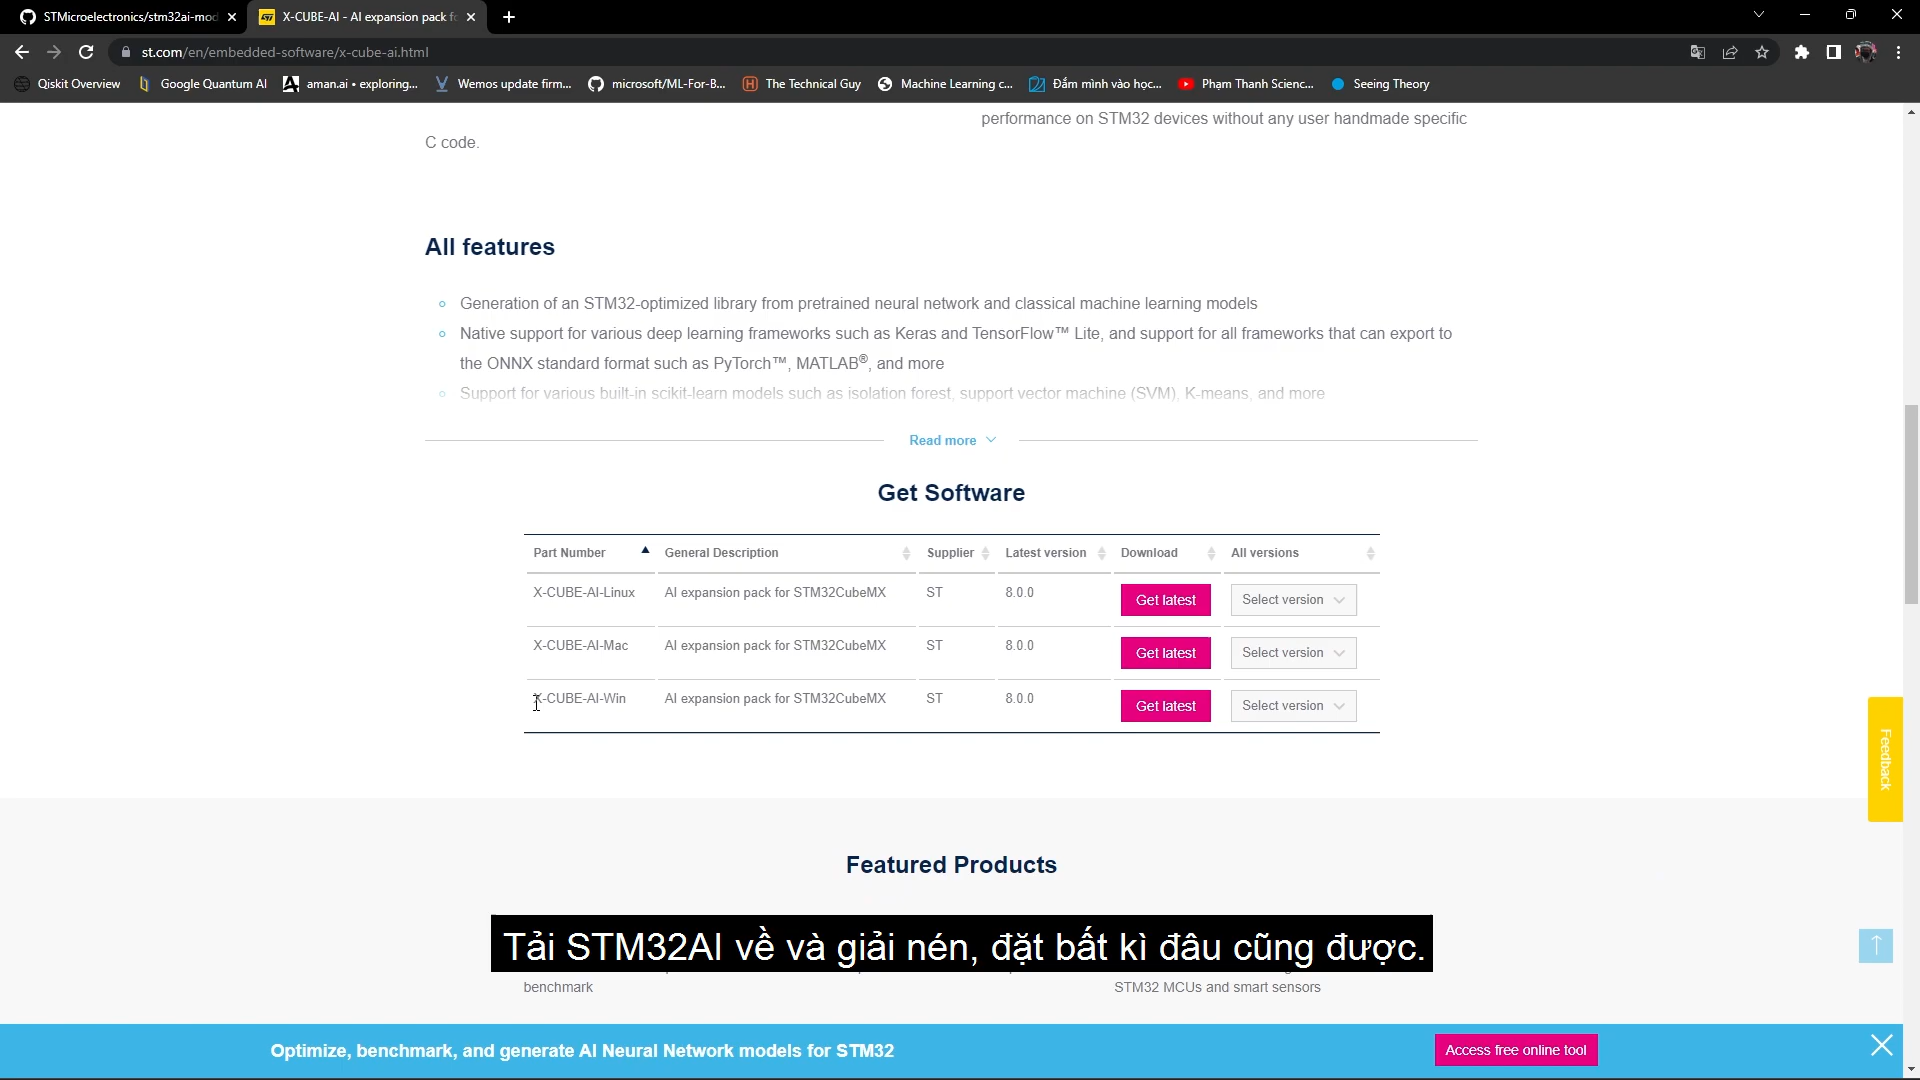 STMicroelectronics/stm32ai-mod
X-CUBE-AI - AI expansion pack fo
st.com/en/embedded-software/x-cube-ai.html
Qiskit Overview
Google Quantum AI
aman.ai • exploring...
Wemos update firm...
microsoft/ML-For-B...
The Technical Guy
Machine Learning c...
Đắm mình vào học...
Phạm Thanh Scienc...
Seeing Theory
performance on STM32 devices without any user handmade specific
C code.
All features
Generation of an STM32-optimized library from pretrained neural network and classical machine learning models
Native support for various deep learning frameworks such as Keras and TensorFlow™ Lite, and support for all frameworks that can export to
the ONNX standard format such as PyTorch™, MATLAB®, and more
Support for various built-in scikit-learn models such as isolation forest, support vector machine (SVM), K-means, and more
Read more
Get Software
Part Number General Description Supplier Latest version Download All versions
X-CUBE-AI-Linux AI expansion pack for STM32CubeMX ST 8.0.0 Get latest Select version
X-CUBE-AI-Mac AI expansion pack for STM32CubeMX ST 8.0.0 Get latest Select version
X-CUBE-AI-Win AI expansion pack for STM32CubeMX ST 8.0.0 Get latest Select version
Feedback
Featured Products
Tải STM32AI về và giải nén, đặt bất kì đâu cũng được.
benchmark
STM32 MCUs and smart sensors
Optimize, benchmark, and generate AI Neural Network models for STM32
Access free online tool